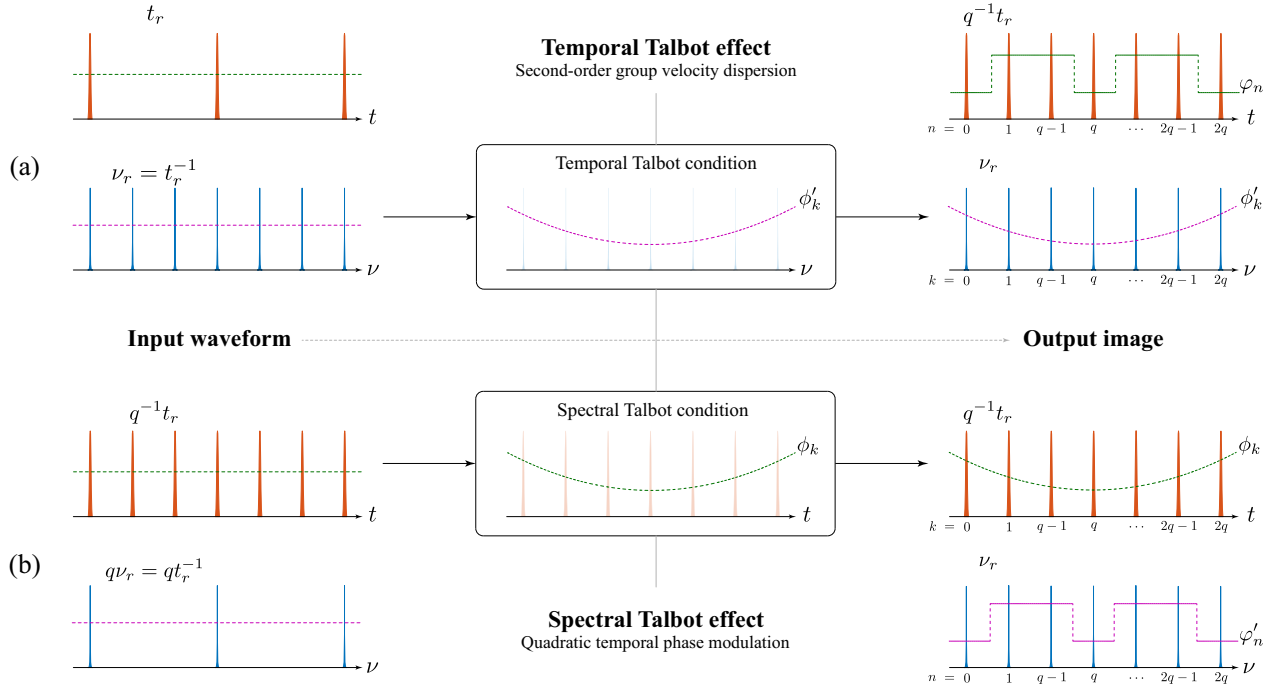 t_r
Temporal Talbot effect
Second-order group velocity dispersion
q^{-1}t_r
φ_n
t
t
n = 0 1 q − 1 q ⋯ 2q − 1 2q
(a)
ν_r = t_r^{-1}
Temporal Talbot condition
ν_r
ϕ'_k
ϕ'_k
ν
ν
ν
k = 0 1 q − 1 q ⋯ 2q − 1 2q
Input waveform
Output image
q^{-1}t_r
Spectral Talbot condition
q^{-1}t_r
ϕ_k
ϕ_k
t
t
t
k = 0 1 q − 1 q ⋯ 2q − 1 2q
(b)
qν_r = qt_r^{-1}
Spectral Talbot effect
Quadratic temporal phase modulation
ν_r
φ'_n
ν
ν
n = 0 1 q − 1 q ⋯ 2q − 1 2q